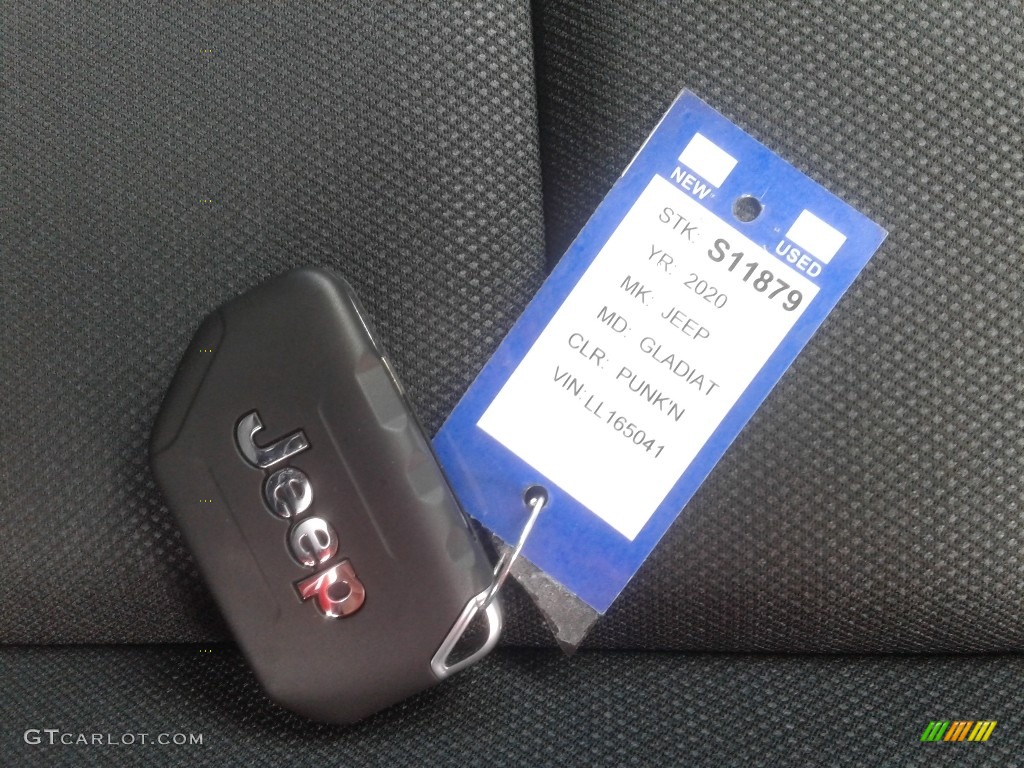 NEW
USED
STK: S11879
YR: 2020
MK: JEEP
MD: GLADIAT
CLR: PUNK'N
VIN: LL165041
Jeep
GTCARLOT.COM